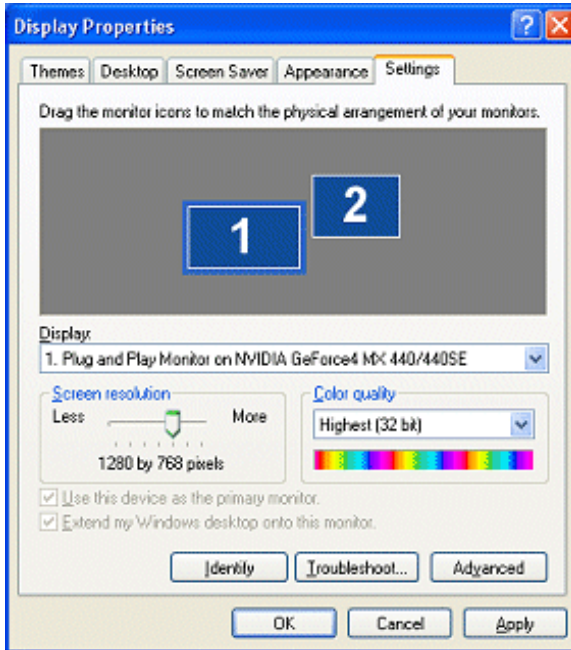 Display Properties
Themes Desktop Screen Saver Appearance Settings
Drag the monitor icons to match the physical arrangement of your monitors.
1 2
Display:
1. Plug and Play Monitor on NVIDIA GeForce4 MX 440/440SE
Screen resolution Color quality
Less More Highest (32 bit)
1280 by 768 pixels
Use this device as the primary monitor.
Extend my Windows desktop onto this monitor.
Identify Troubleshoot... Advanced
OK Cancel Apply